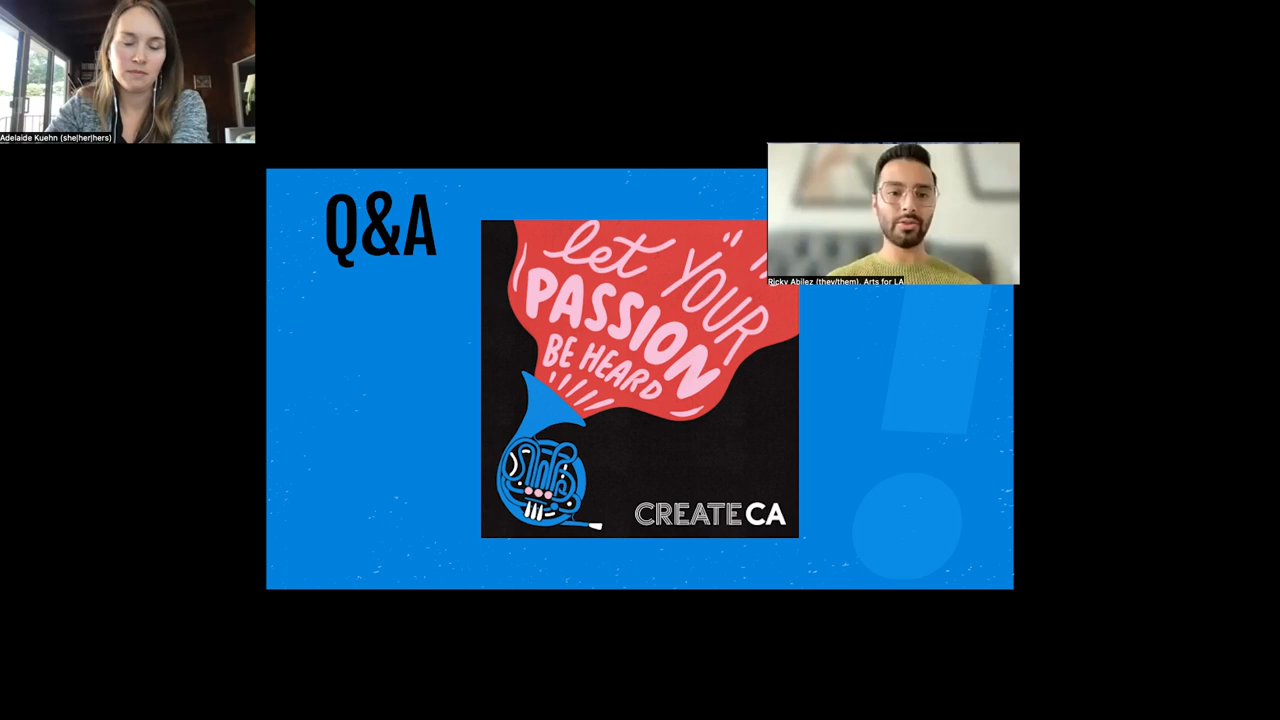 Adelaide Kuehn (she|her|hers)
Q&A
Ricky Abilez (they/them), Arts for LA
let YOUR
PASSION
BE HEARD
CREATE CA